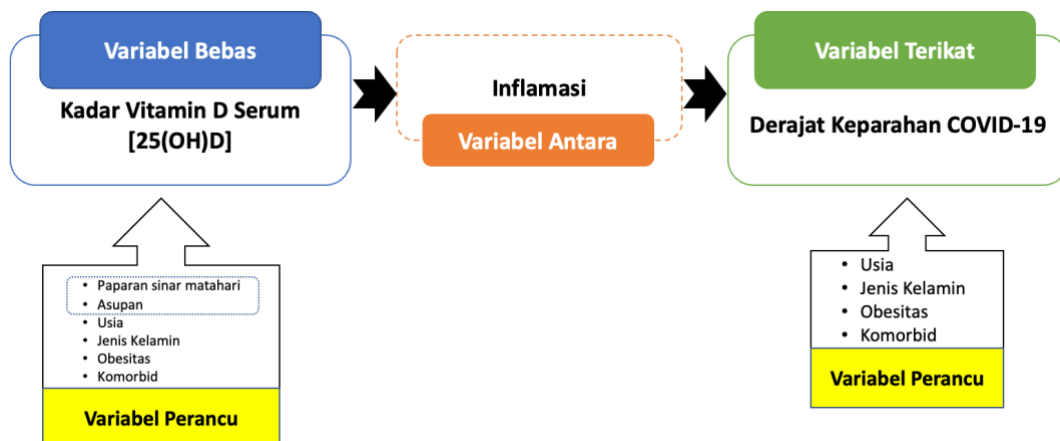 Variabel Bebas
Kadar Vitamin D Serum
[25(OH)D]
Inflamasi
Variabel Antara
Variabel Terikat
Derajat Keparahan COVID-19
• Paparan sinar matahari
• Asupan
• Usia
• Jenis Kelamin
• Obesitas
• Komorbid
Variabel Perancu
• Usia
• Jenis Kelamin
• Obesitas
• Komorbid
Variabel Perancu